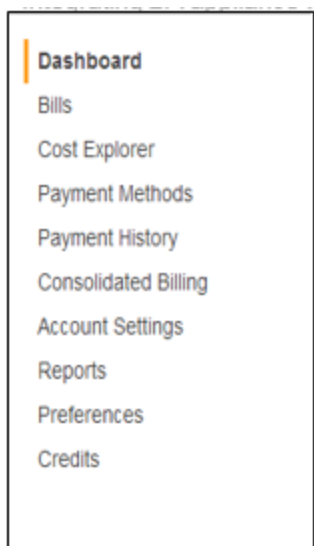 Dashboard
Bills
Cost Explorer
Payment Methods
Payment History
Consolidated Billing
Account Settings
Reports
Preferences
Credits